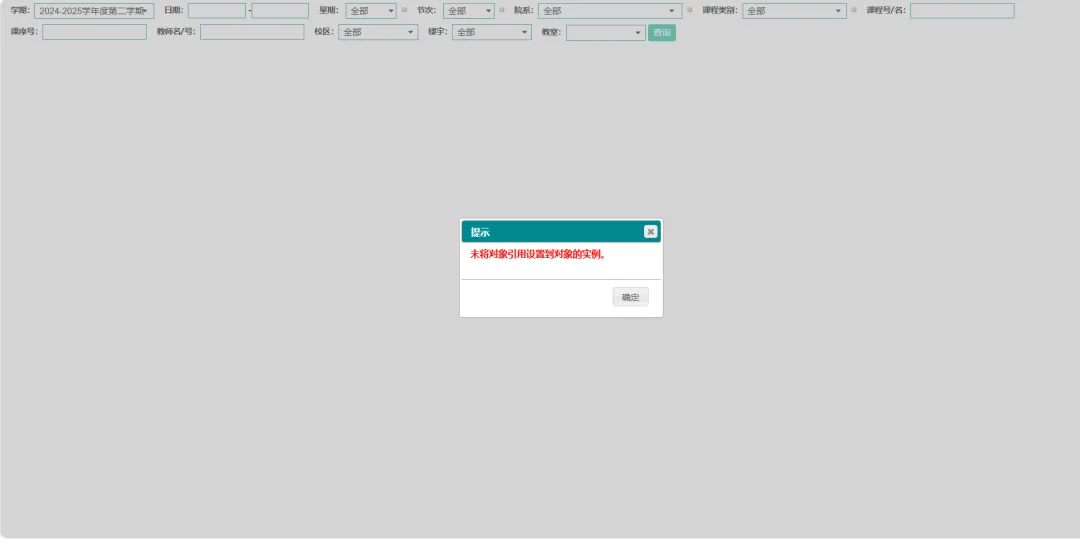 学期: 2024-2025学年度第二学期 日期: - 星期: 全部 节次: 全部 院系: 全部 课程类别: 全部 课程号/名:
课座号: 教师名/号: 校区: 全部 楼宇: 全部 教室: 查询
提示
未将对象引用设置到对象的实例。
确定